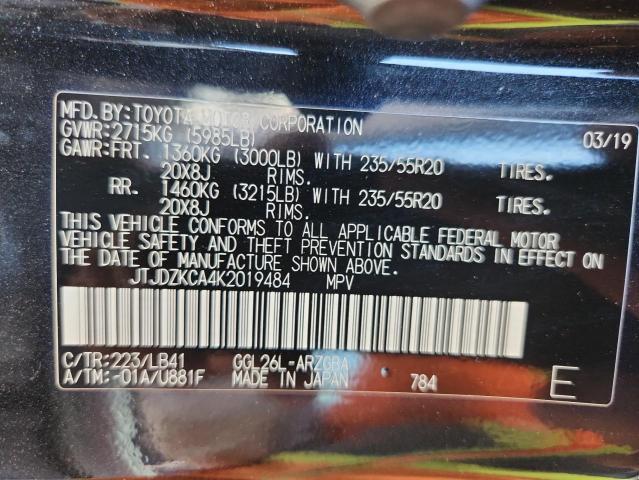 MFD. BY: TOYOTA MOTOR CORPORATION 03/19
GVWR: 2715KG (5985LB)
GAWR: FRT. 1360KG (3000LB) WITH 235/55R20 TIRES.
20X8J RIMS.
RR. 1460KG (3215LB) WITH 235/55R20 TIRES.
20X8J RIMS.
THIS VEHICLE CONFORMS TO ALL APPLICABLE FEDERAL MOTOR
VEHICLE SAFETY AND THEFT PREVENTION STANDARDS IN EFFECT ON
THE DATE OF MANUFACTURE SHOWN ABOVE.
JTJDZKCA4K2019484 MPV
C/TR: 223/LB41 GGL26L-ARZGBA
A/TM: -01A/U881F MADE IN JAPAN 784 E